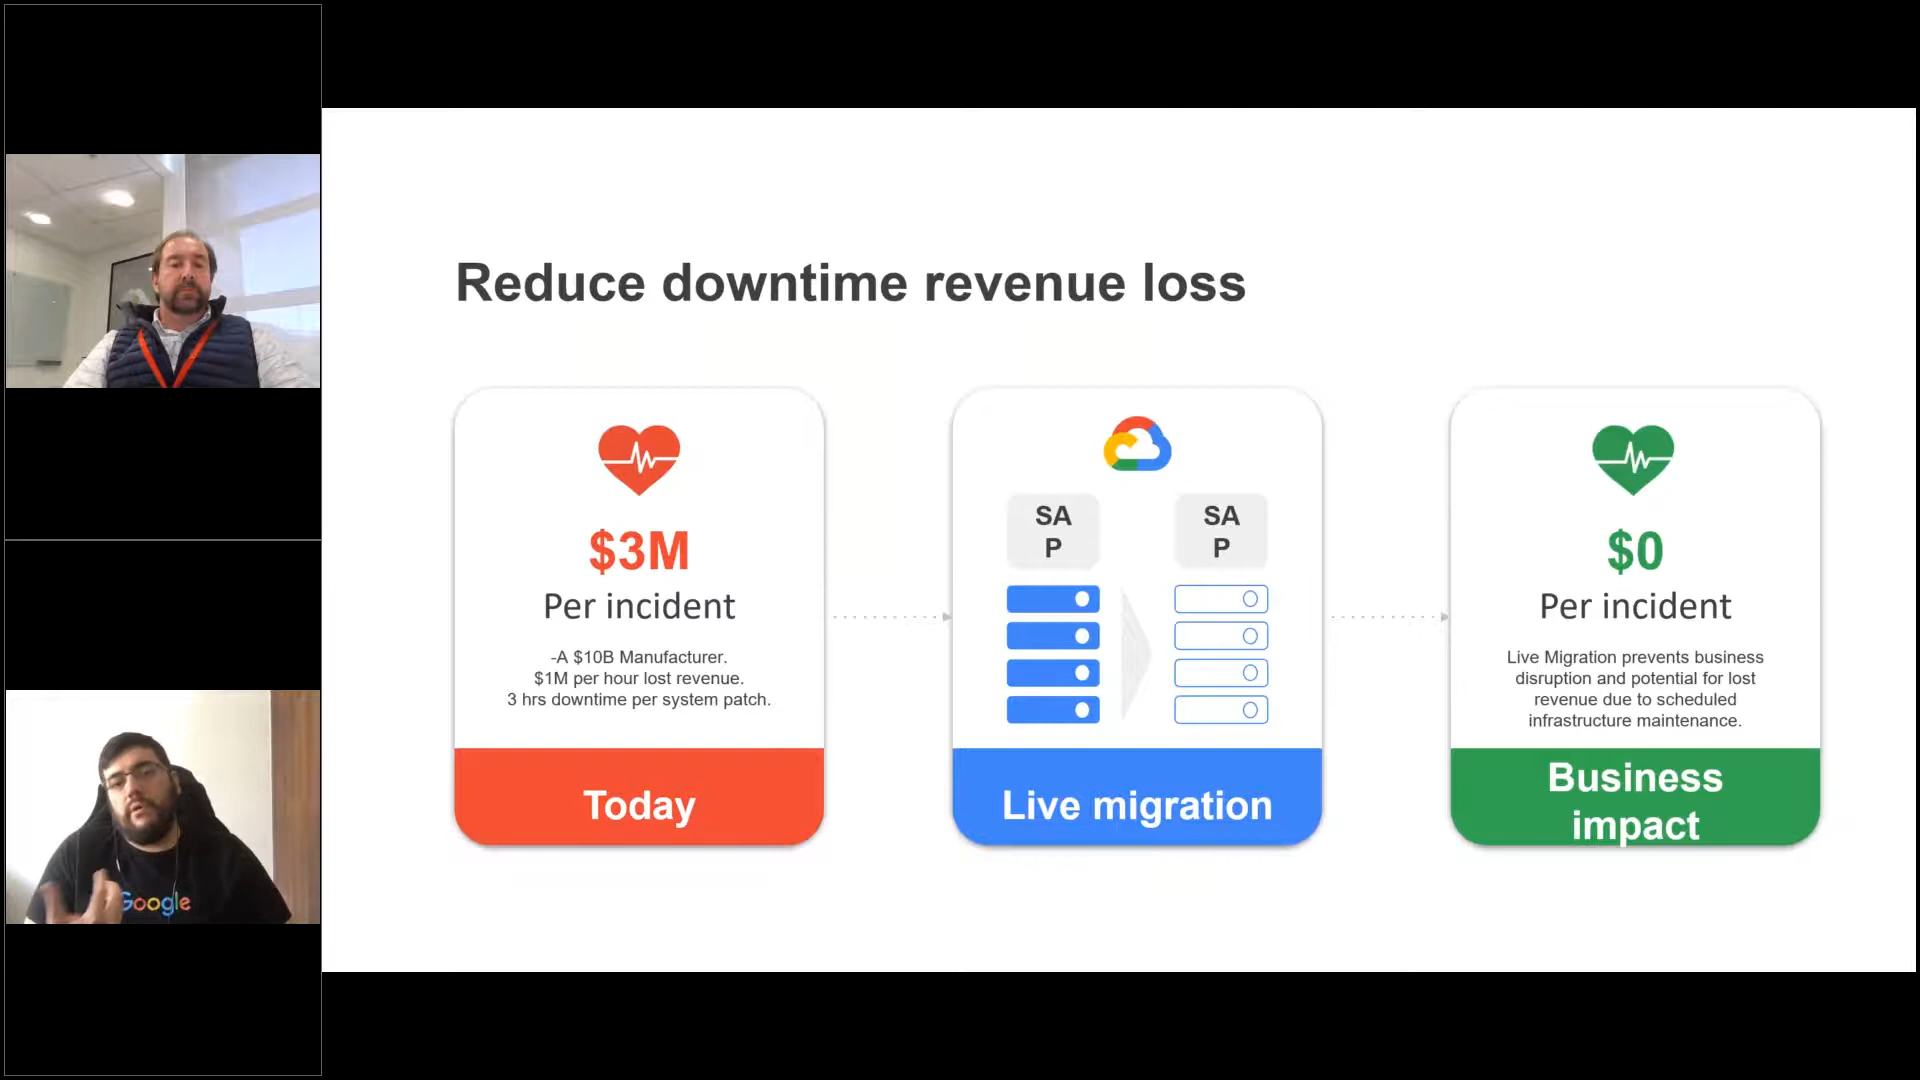 Reduce downtime revenue loss
$3M
Per incident
-A $10B Manufacturer.
$1M per hour lost revenue.
3 hrs downtime per system patch.
Today
SA
P
SA
P
Live migration
$0
Per incident
Live Migration prevents business
disruption and potential for lost
revenue due to scheduled
infrastructure maintenance.
Business
impact
Google